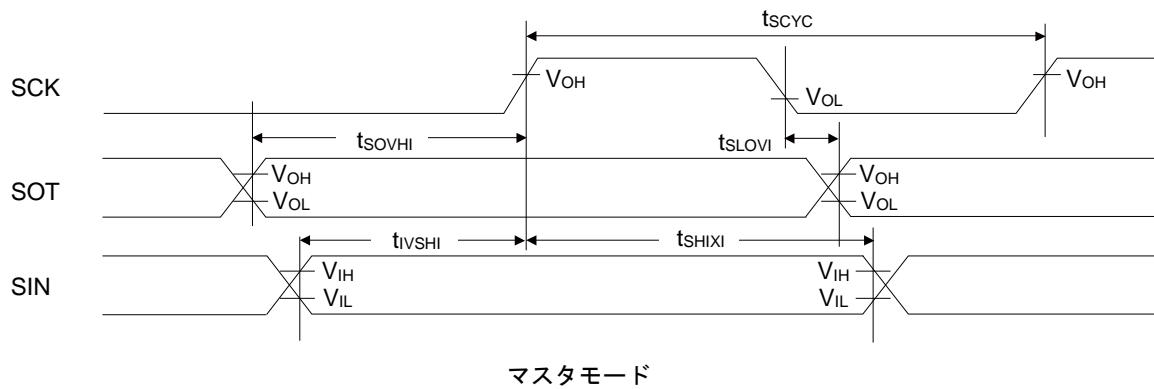 tSCYC
SCK
VOH
VOL
VOH
tSOVHI
tSLOVI
SOT
VOH
VOL
VOH
VOL
tIVSHI
tSHIXI
SIN
VIH
VIL
VIH
VIL
マスタモード